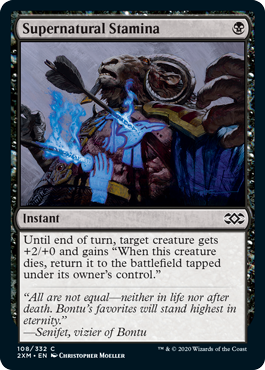 Supernatural Stamina
Instant
Until end of turn, target creature gets
+2/+0 and gains “When this creature
dies, return it to the battlefield tapped
under its owner’s control.”
“All are not equal—neither in life nor after
death. Bontu’s favorites will stand highest in
eternity.”
—Senifet, vizier of Bontu
108/332 C
2XM • EN CHRISTOPHER MOELLER
™ & © 2020 Wizards of the Coast